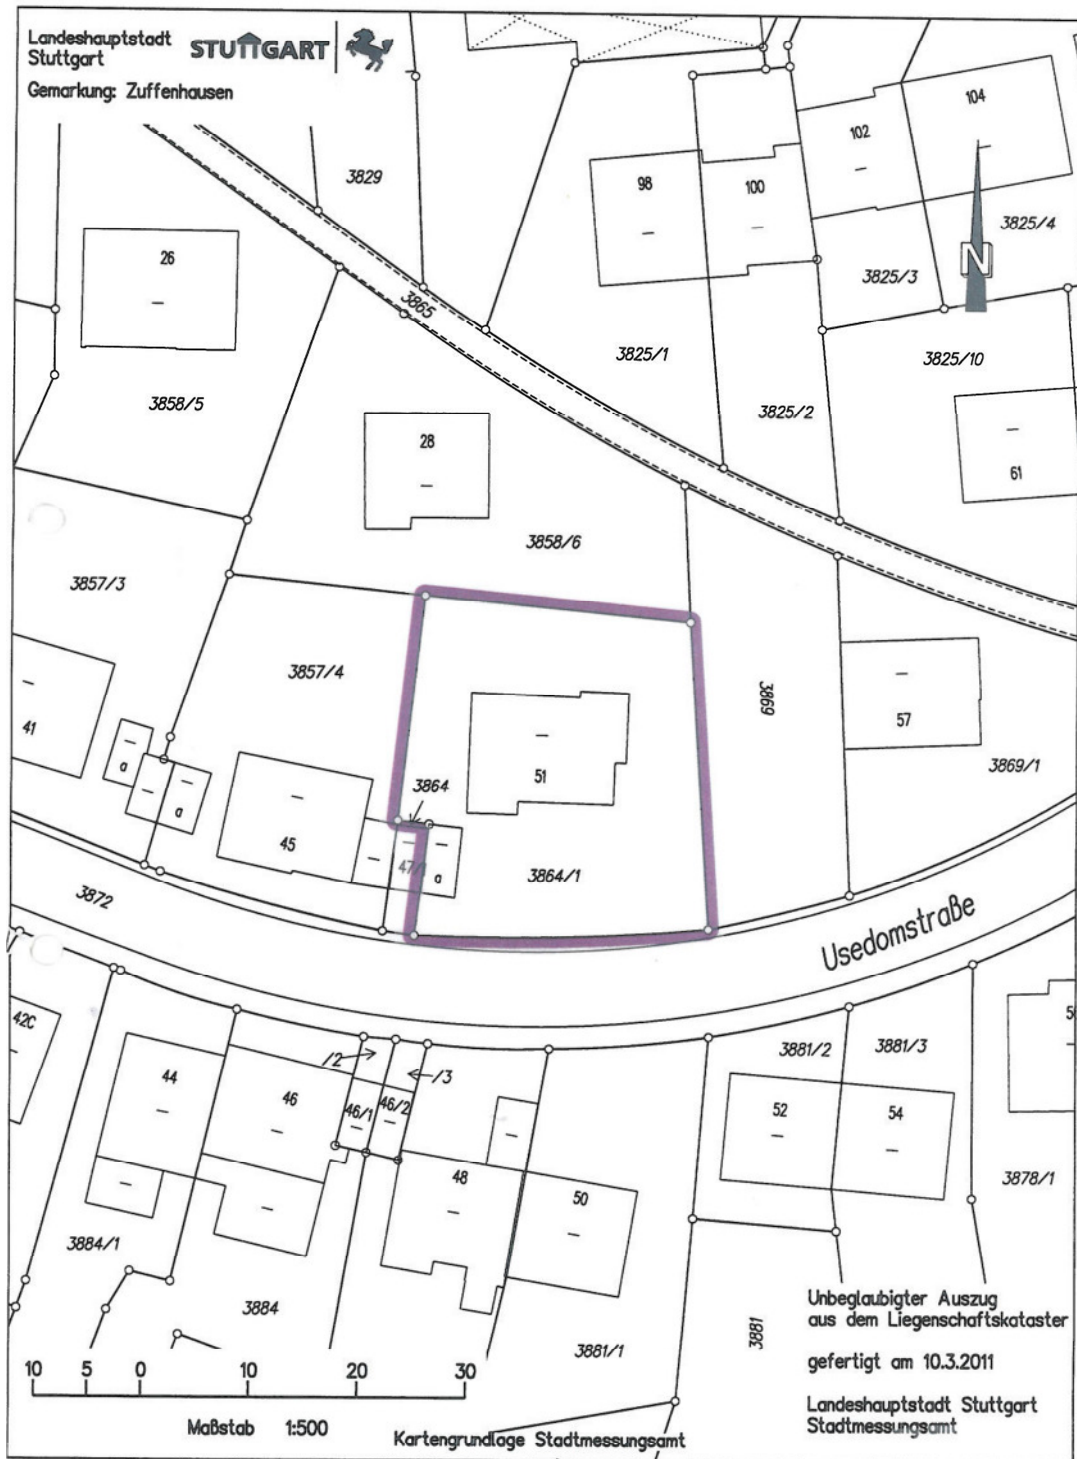 Landeshauptstadt
Stuttgart
STUTTGART
Gemarkung: Zuffenhausen
104
102
3829
98
100
3825/4
26
N
3825/3
3865
3825/1
3825/10
3858/5
3825/2
28
61
3858/6
3857/3
3857/4
3869
41
57
51
3869/1
a
3864
a
45
47/1
a
3864/1
3872
Usedomstraße
42C
/2
/3
3881/2
3881/3
44
46
46/1
46/2
52
54
48
50
3878/1
3884/1
3884
3881
3881/1
Unbeglaubigter Auszug
aus dem Liegenschaftskataster
gefertigt am 10.3.2011
Landeshauptstadt Stuttgart
Stadtmessungsamt
10 5 0 10 20 30
Maßstab 1:500
Kartengrundlage Stadtmessungsamt